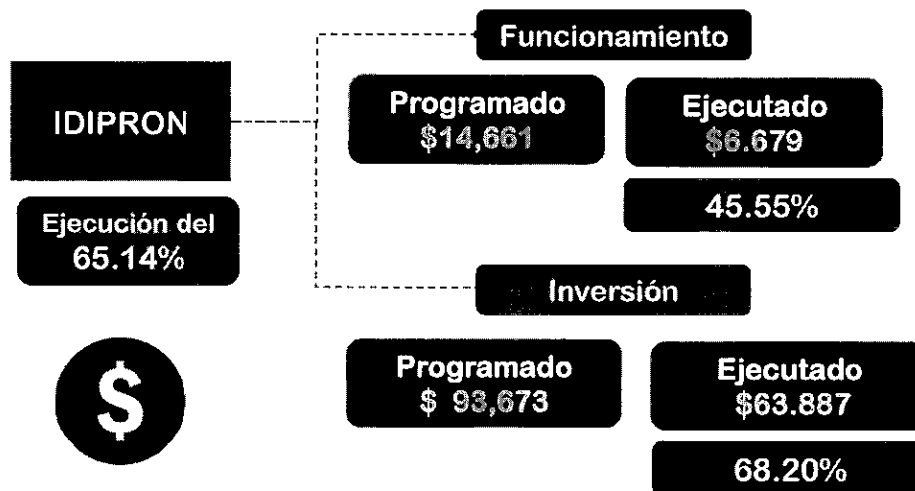 IDIPRON
Ejecución del
65.14%
$
Funcionamiento
Programado
$14,661
Ejecutado
$6.679
45.55%
Inversión
Programado
$ 93,673
Ejecutado
$63.887
68.20%